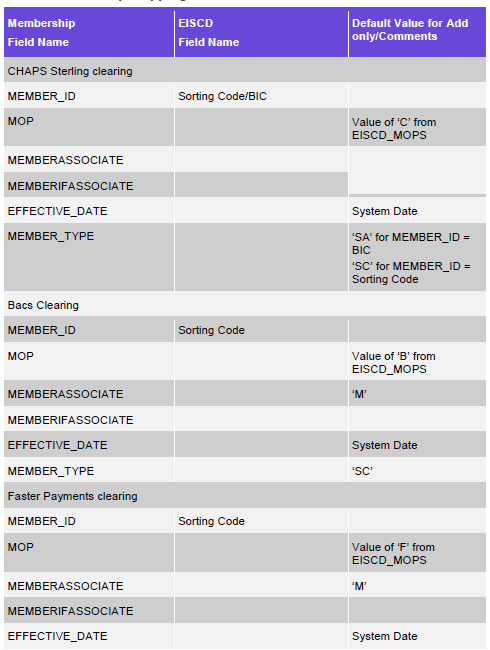 Membership
Field Name
EISCD
Field Name
Default Value for Add
only/Comments
CHAPS Sterling clearing
MEMBER_ID
Sorting Code/BIC
MOP
Value of ‘C’ from
EISCD_MOPS
MEMBERASSOCIATE
MEMBERIFASSOCIATE
EFFECTIVE_DATE
System Date
MEMBER_TYPE
‘SA’ for MEMBER_ID =
BIC
‘SC’ for MEMBER_ID =
Sorting Code
Bacs Clearing
MEMBER_ID
Sorting Code
MOP
Value of ‘B’ from
EISCD_MOPS
MEMBERASSOCIATE
‘M’
MEMBERIFASSOCIATE
EFFECTIVE_DATE
System Date
MEMBER_TYPE
‘SC’
Faster Payments clearing
MEMBER_ID
Sorting Code
MOP
Value of ‘F’ from
EISCD_MOPS
MEMBERASSOCIATE
‘M’
MEMBERIFASSOCIATE
EFFECTIVE_DATE
System Date